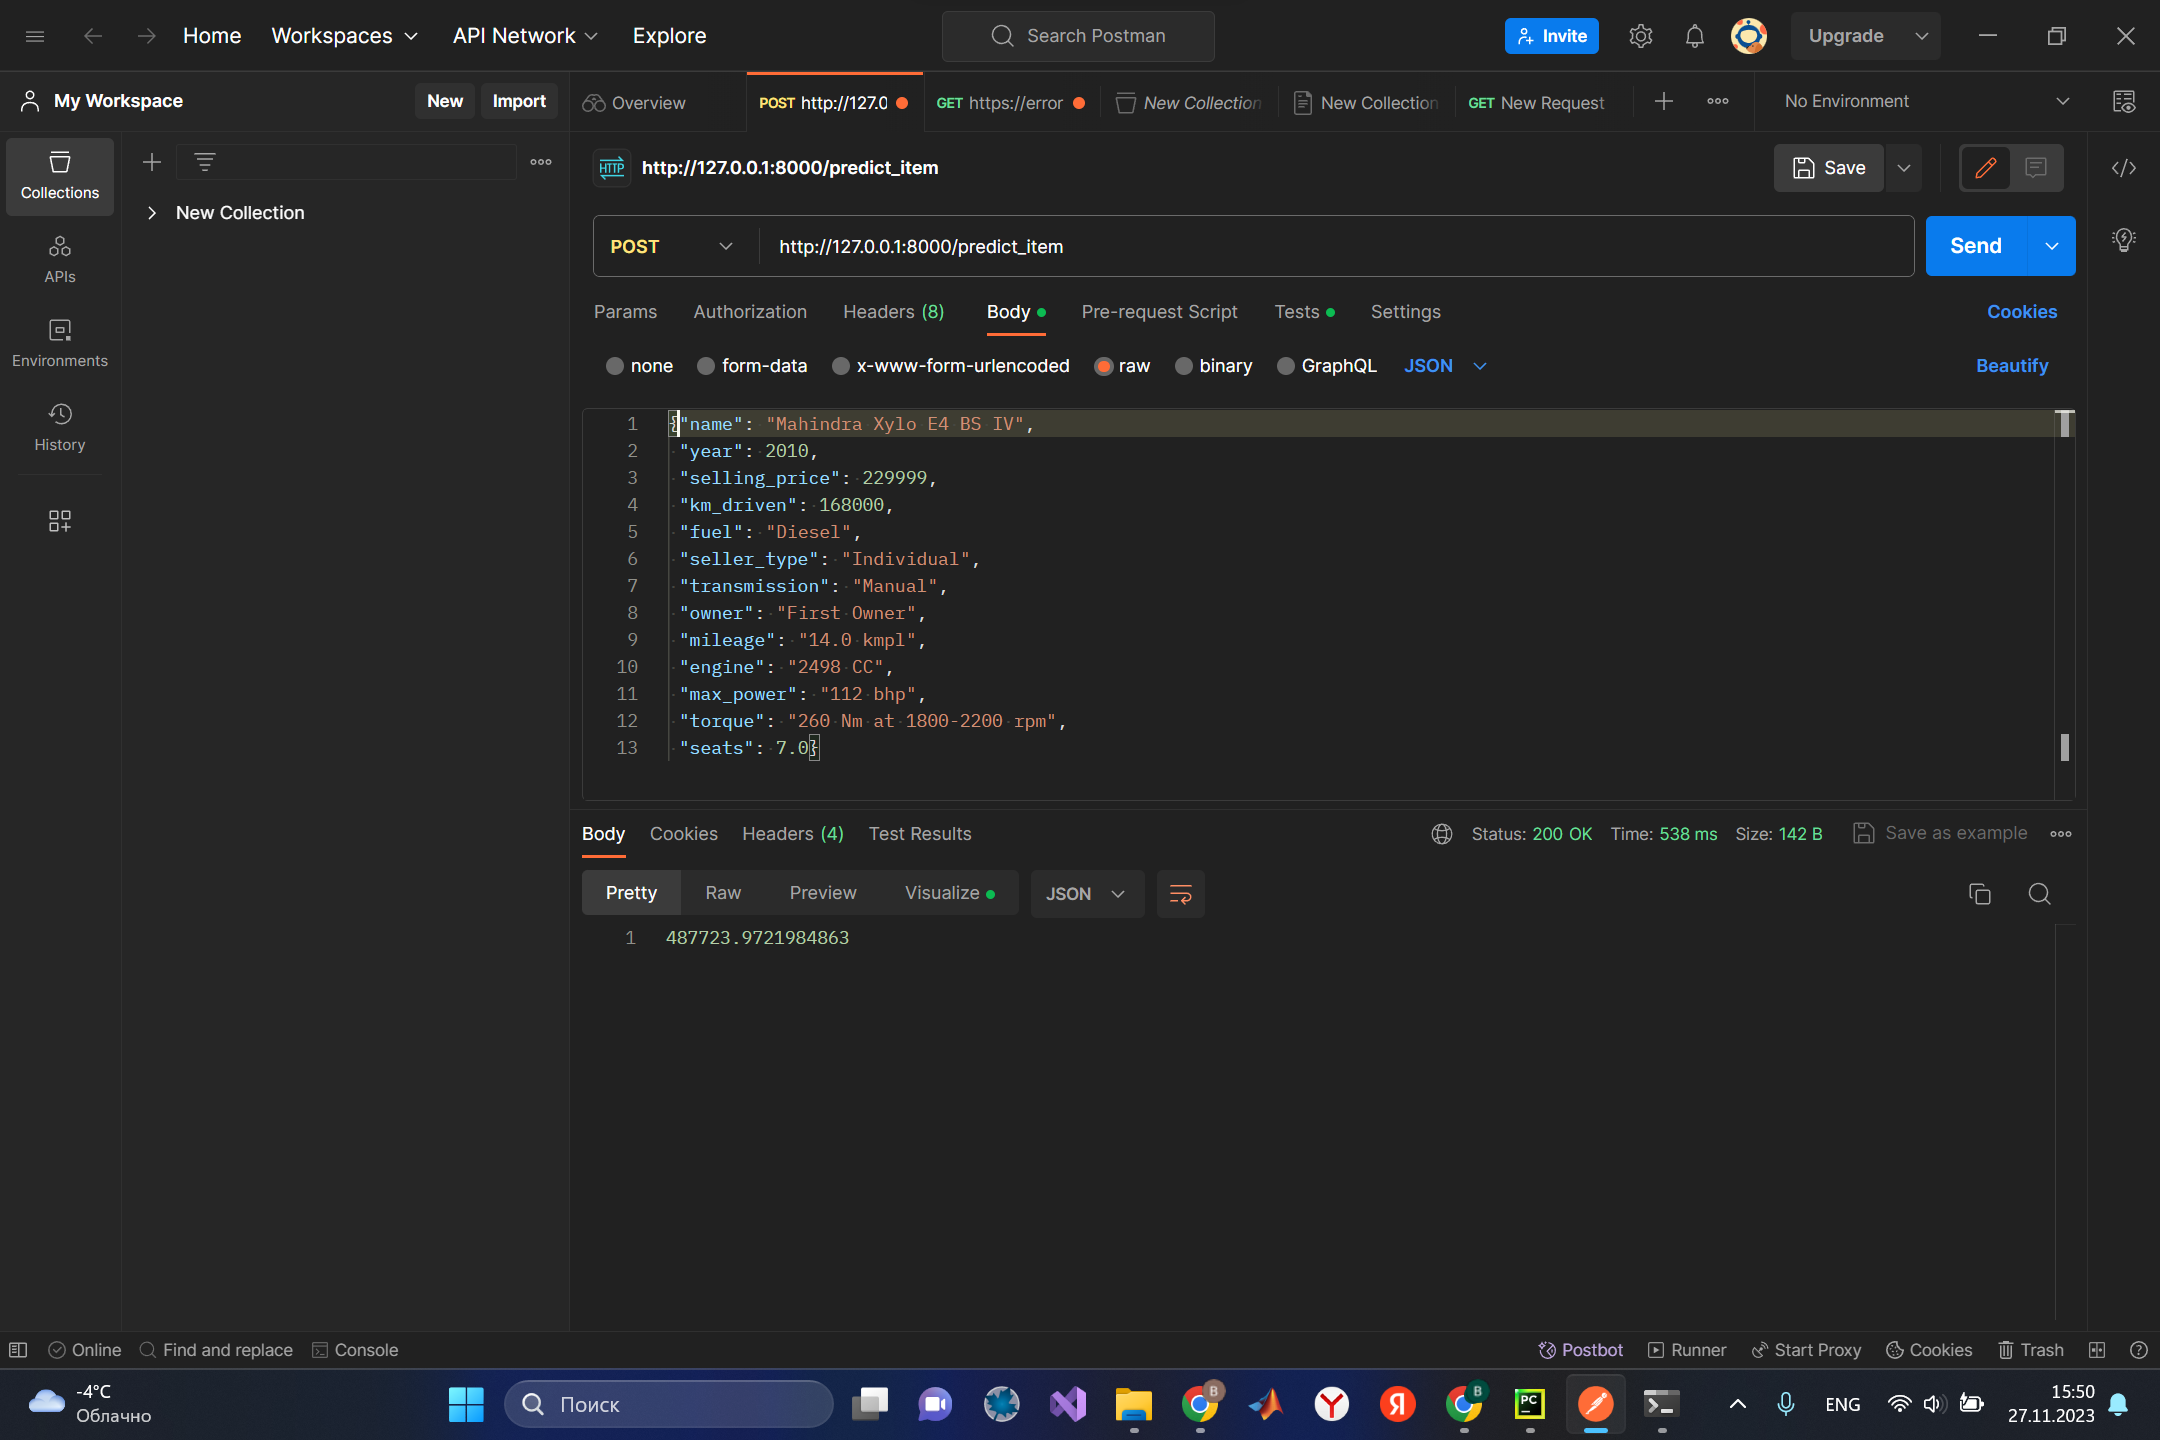 Home Workspaces API Network Explore Search Postman Invite Upgrade
My Workspace New Import Overview POST http://127.0 GET https://error New Collection New Collection GET New Request No Environment
Collections
New Collection
APIs
Environments
History
HTTP http://127.0.0.1:8000/predict_item Save
POST http://127.0.0.1:8000/predict_item Send
Params Authorization Headers (8) Body Pre-request Script Tests Settings Cookies
none form-data x-www-form-urlencoded raw binary GraphQL JSON Beautify
1 {"name": "Mahindra Xylo E4 BS IV",
2 "year": 2010,
3 "selling_price": 229999,
4 "km_driven": 168000,
5 "fuel": "Diesel",
6 "seller_type": "Individual",
7 "transmission": "Manual",
8 "owner": "First Owner",
9 "mileage": "14.0 kmpl",
10 "engine": "2498 CC",
11 "max_power": "112 bhp",
12 "torque": "260 Nm at 1800-2200 rpm",
13 "seats": 7.0}
Body Cookies Headers (4) Test Results Status: 200 OK Time: 538 ms Size: 142 B Save as example
Pretty Raw Preview Visualize JSON
1 487723.9721984863
Online Find and replace Console Postbot Runner Start Proxy Cookies Trash
-4°C
Облачно
Поиск
B
Я
B
PC
ENG
15:50
27.11.2023